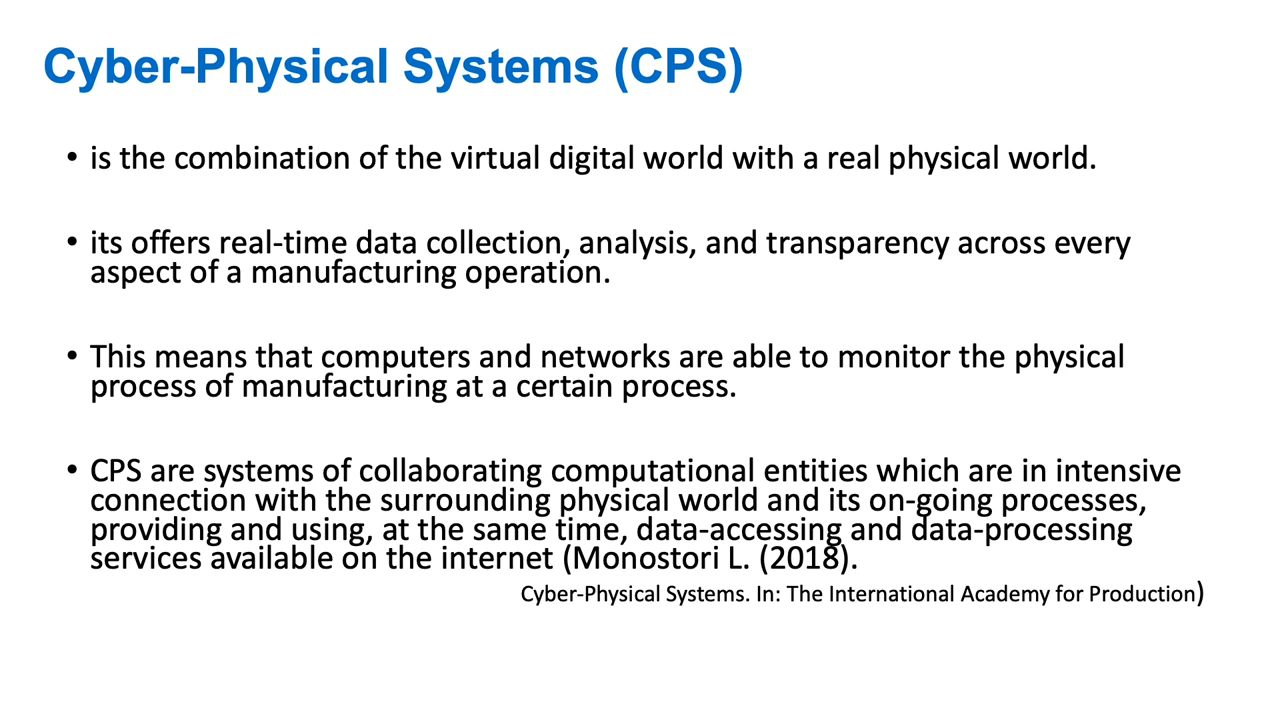 Cyber-Physical Systems (CPS)
• is the combination of the virtual digital world with a real physical world.
• its offers real-time data collection, analysis, and transparency across every
aspect of a manufacturing operation.
• This means that computers and networks are able to monitor the physical
process of manufacturing at a certain process.
• CPS are systems of collaborating computational entities which are in intensive
connection with the surrounding physical world and its on-going processes,
providing and using, at the same time, data-accessing and data-processing
services available on the internet (Monostori L. (2018).
Cyber-Physical Systems. In: The International Academy for Production)